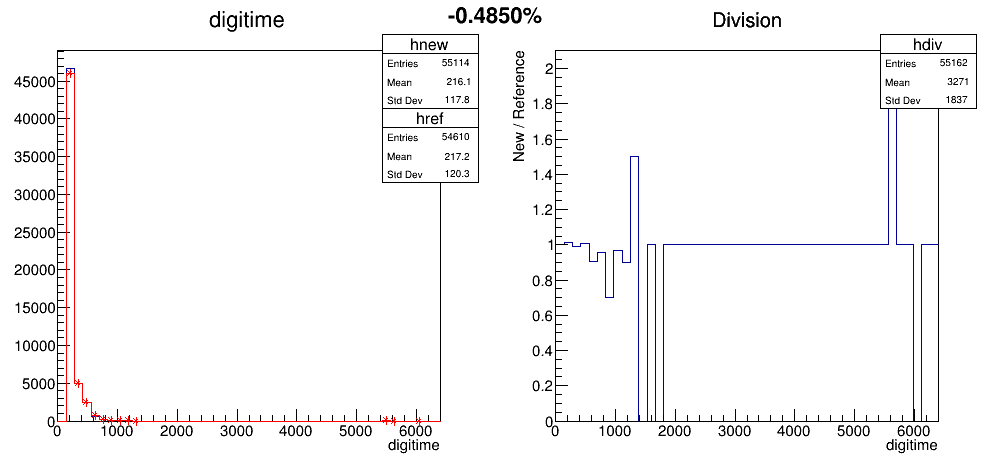 digitime
-0.4850%
Division
hnew
Entries 55114
Mean 216.1
Std Dev 117.8
href
Entries 54610
Mean 217.2
Std Dev 120.3
45000
40000
35000
30000
25000
20000
15000
10000
5000
0
0 1000 2000 3000 4000 5000 6000
digitime
hdiv
Entries 55162
Mean 3271
Std Dev 1837
New / Reference
2
1.8
1.6
1.4
1.2
1
0.8
0.6
0.4
0.2
0
0 1000 2000 3000 4000 5000 6000
digitime